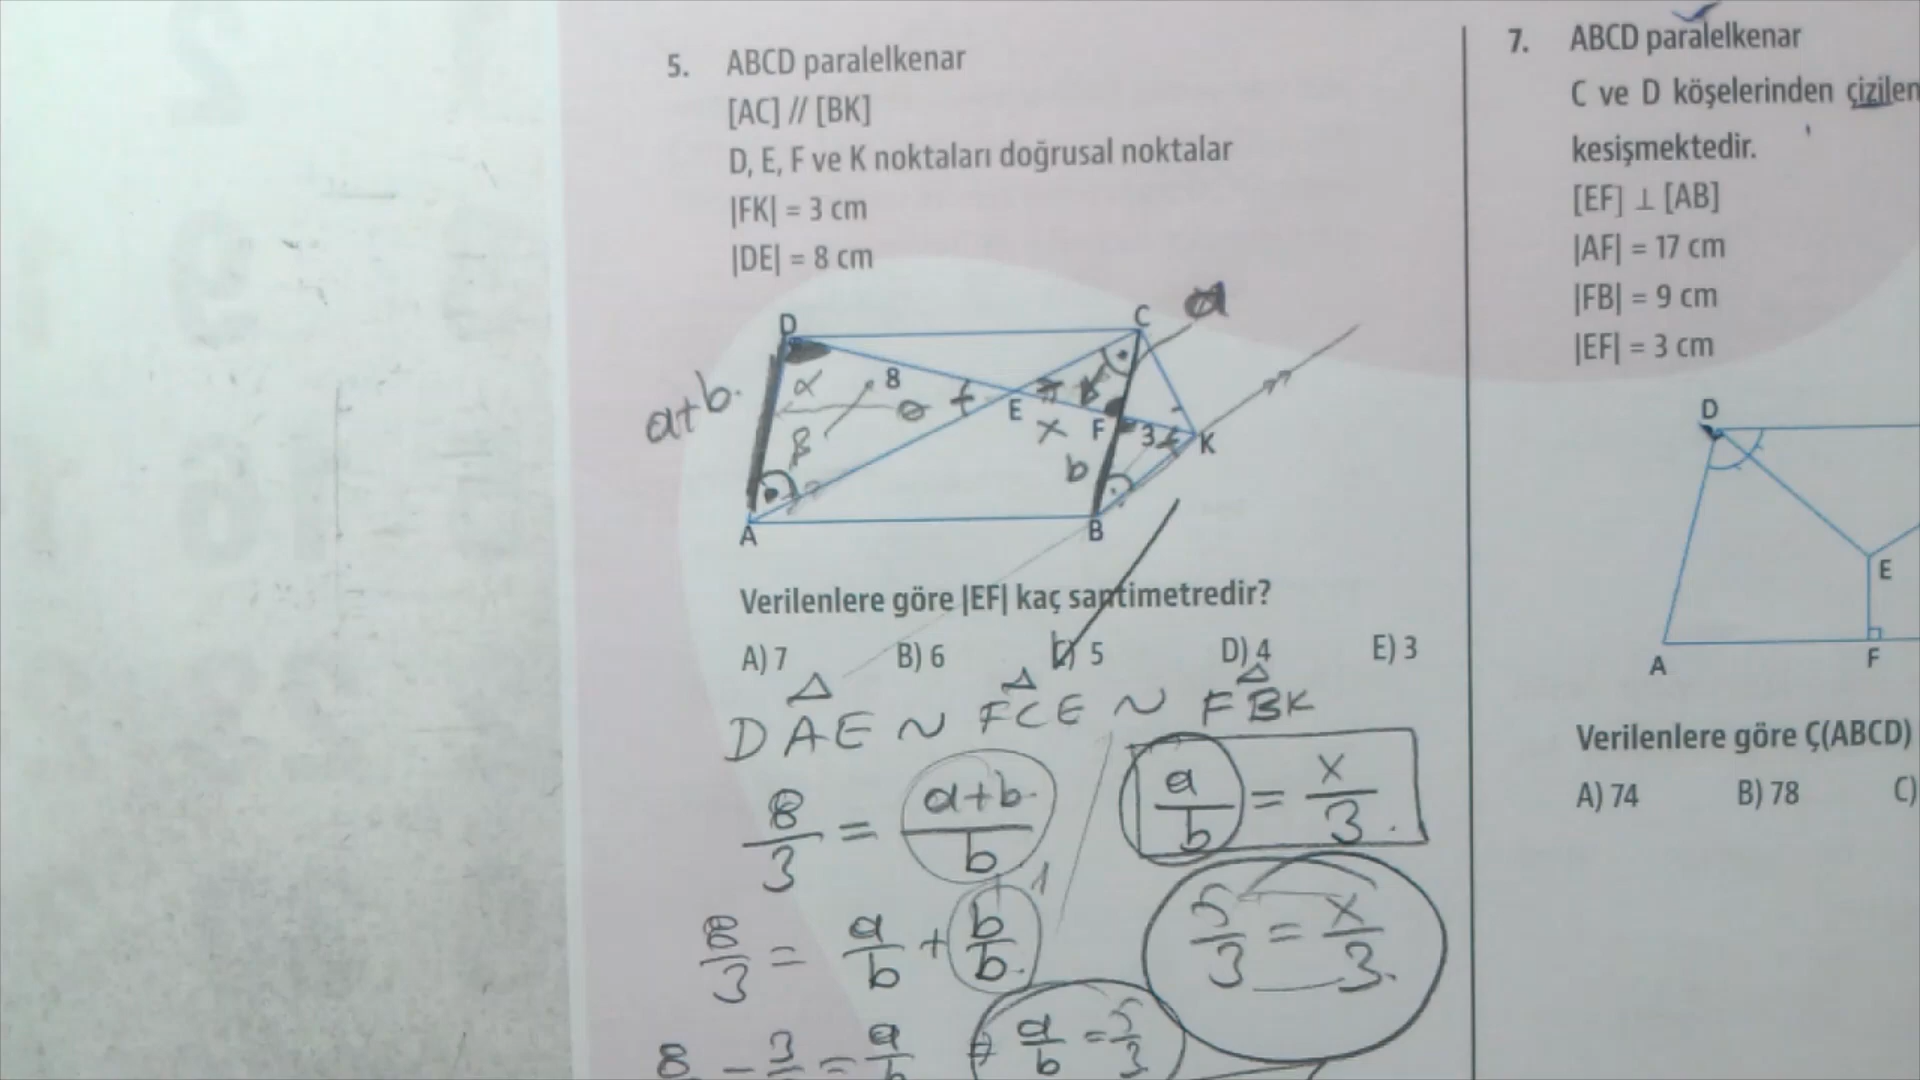 5. ABCD paralelkenar
[AC] // [BK]
D, E, F ve K noktaları doğrusal noktalar
|FK| = 3 cm
|DE| = 8 cm
D
C
a
a+b
α
8
E
x
F
3
K
β
b
A
B
Verilenlere göre |EF| kaç santimetredir?
A) 7 B) 6 C) 5 D) 4 E) 3
DAE ~ FCE ~ FBK
8/3 = a+b/b
a/b = x/3
8/3 = a/b + b/b
1
5/3 = x/3
a/b = 5/3
7. ABCD paralelkenar
C ve D köşelerinden çizilen
kesişmektedir.
[EF] ⊥ [AB]
|AF| = 17 cm
|FB| = 9 cm
|EF| = 3 cm
D
E
A
F
Verilenlere göre Ç(ABCD)
A) 74 B) 78 C)